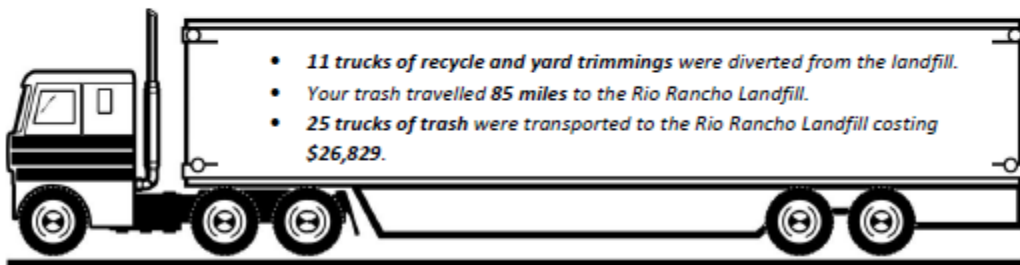 • 11 trucks of recycle and yard trimmings were diverted from the landfill.
• Your trash travelled 85 miles to the Rio Rancho Landfill.
• 25 trucks of trash were transported to the Rio Rancho Landfill costing
$26,829.